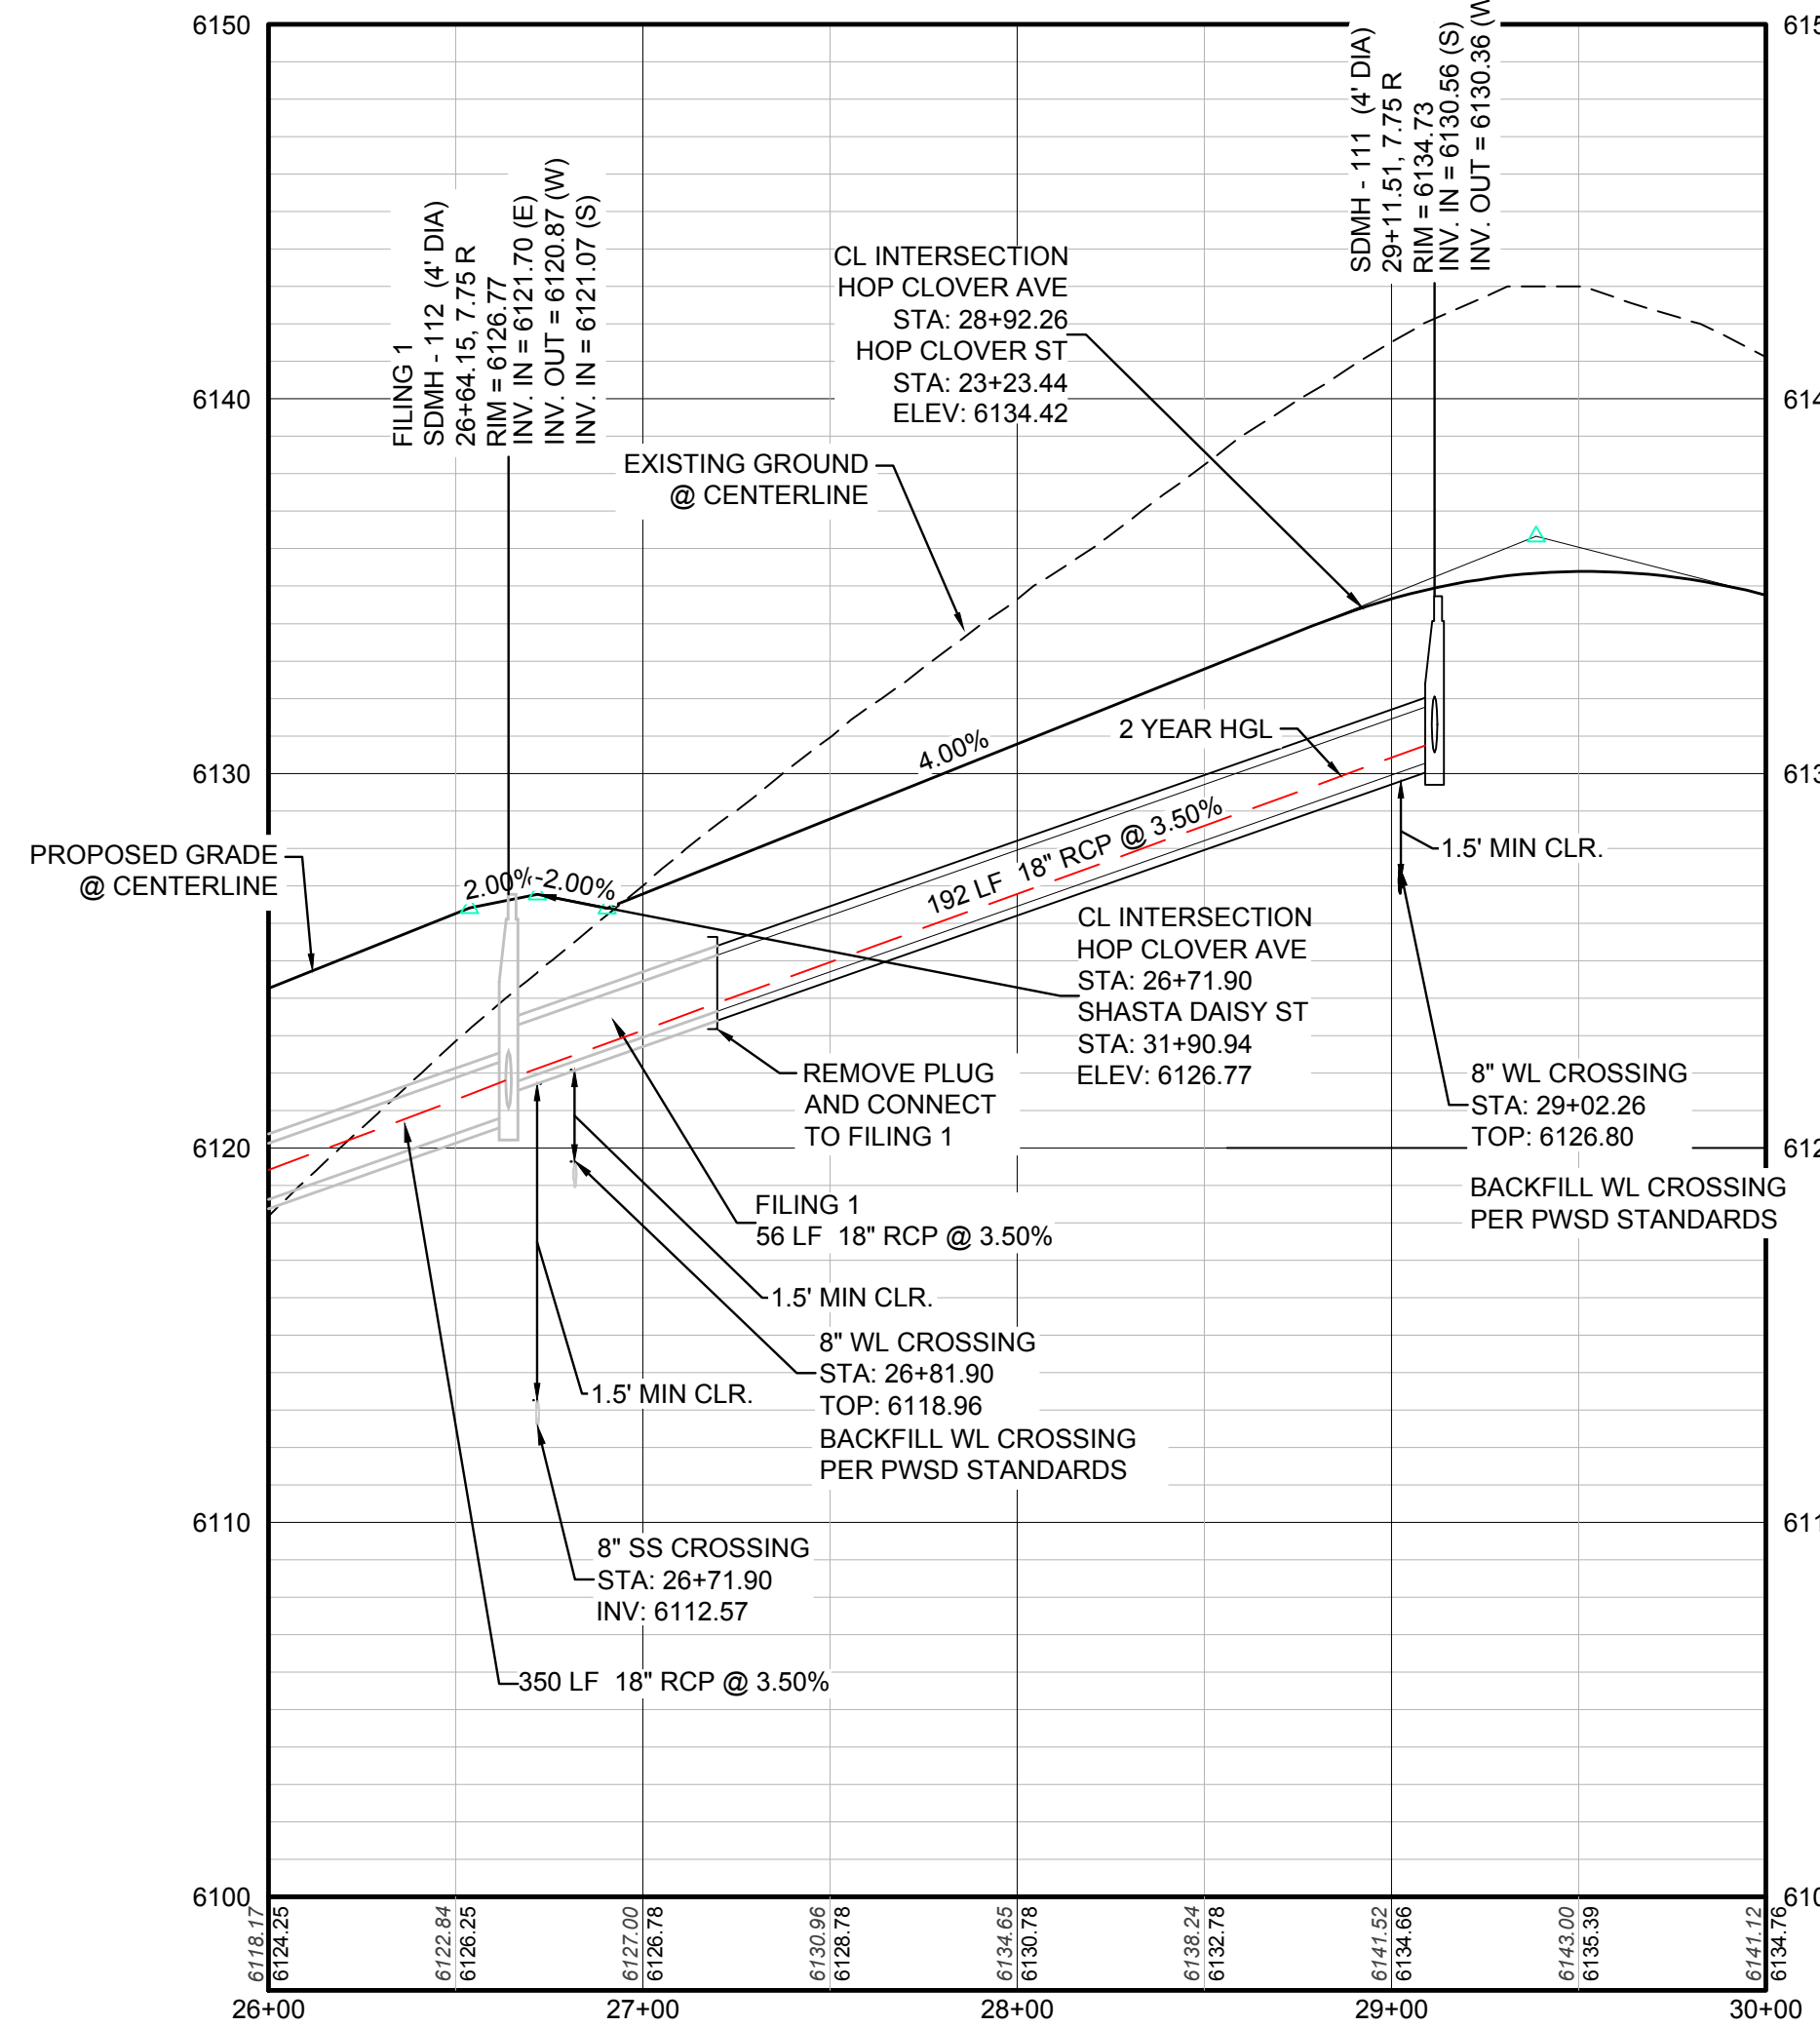 6150
6140
6130
6120
6110
6100
FILING 1
SDMH - 112  (4' DIA)
26+64.15, 7.75 R
RIM = 6126.77
INV. IN = 6121.70 (E)
INV. OUT = 6120.87 (W)
INV. IN = 6121.07 (S)
SDMH - 111  (4' DIA)
29+11.51, 7.75 R
RIM = 6134.73
INV. IN = 6130.56 (S)
INV. OUT = 6130.36 (W
CL INTERSECTION
HOP CLOVER AVE
STA: 28+92.26
HOP CLOVER ST
STA: 23+23.44
ELEV: 6134.42
EXISTING GROUND
@ CENTERLINE
PROPOSED GRADE
@ CENTERLINE
2.00%
-2.00%
4.00%
2 YEAR HGL
192 LF  18" RCP @ 3.50%
1.5' MIN CLR.
CL INTERSECTION
HOP CLOVER AVE
STA: 26+71.90
SHASTA DAISY ST
STA: 31+90.94
ELEV: 6126.77
REMOVE PLUG
AND CONNECT
TO FILING 1
8" WL CROSSING
STA: 29+02.26
TOP: 6126.80
BACKFILL WL CROSSING
PER PWSD STANDARDS
FILING 1
56 LF  18" RCP @ 3.50%
1.5' MIN CLR.
8" WL CROSSING
STA: 26+81.90
TOP: 6118.96
BACKFILL WL CROSSING
PER PWSD STANDARDS
1.5' MIN CLR.
8" SS CROSSING
STA: 26+71.90
INV: 6112.57
350 LF  18" RCP @ 3.50%
615
614
613
612
611
610
6118.17
6124.25
6122.84
6126.25
6127.00
6126.78
6130.96
6128.78
6134.65
6130.78
6138.24
6132.78
6141.52
6134.66
6143.00
6135.39
6141.12
6134.76
26+00
27+00
28+00
29+00
30+00